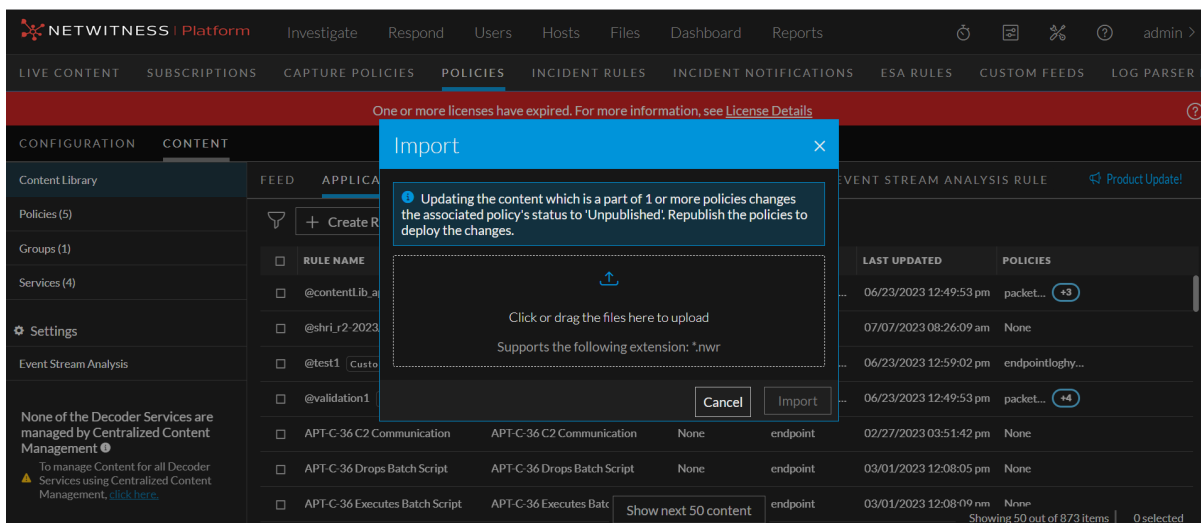 NETWITNESS | Platform Investigate Respond Users Hosts Files Dashboard Reports admin >
LIVE CONTENT SUBSCRIPTIONS CAPTURE POLICIES POLICIES INCIDENT RULES INCIDENT NOTIFICATIONS ESA RULES CUSTOM FEEDS LOG PARSER
One or more licenses have expired. For more information, see License Details
CONFIGURATION CONTENT
Import
Content Library
FEED APPLICA EVENT STREAM ANALYSIS RULE Product Update!
Updating the content which is a part of 1 or more policies changes
the associated policy's status to 'Unpublished'. Republish the policies to
deploy the changes.
Policies (5)
+ Create R
Groups (1)
RULE NAME LAST UPDATED POLICIES
Services (4)
@contentLib_a ... 06/23/2023 12:49:53 pm packet... +3
Click or drag the files here to upload
Supports the following extension: *.nwr
Settings
@shri_r2-2023 07/07/2023 08:26:09 am None
Event Stream Analysis
@test1 Custo ... 06/23/2023 12:59:02 pm endpointloghy...
Cancel Import
@validation1 ... 06/23/2023 12:49:53 pm packet... +4
None of the Decoder Services are
managed by Centralized Content
Management
To manage Content for all Decoder
Services using Centralized Content
Management, click here.
APT-C-36 C2 Communication APT-C-36 C2 Communication None endpoint 02/27/2023 03:51:42 pm None
APT-C-36 Drops Batch Script APT-C-36 Drops Batch Script None endpoint 03/01/2023 12:08:05 pm None
APT-C-36 Executes Batch Script APT-C-36 Executes Batc endpoint 03/01/2023 12:08:09 pm None
Show next 50 content
Showing 50 out of 873 items | 0 selected